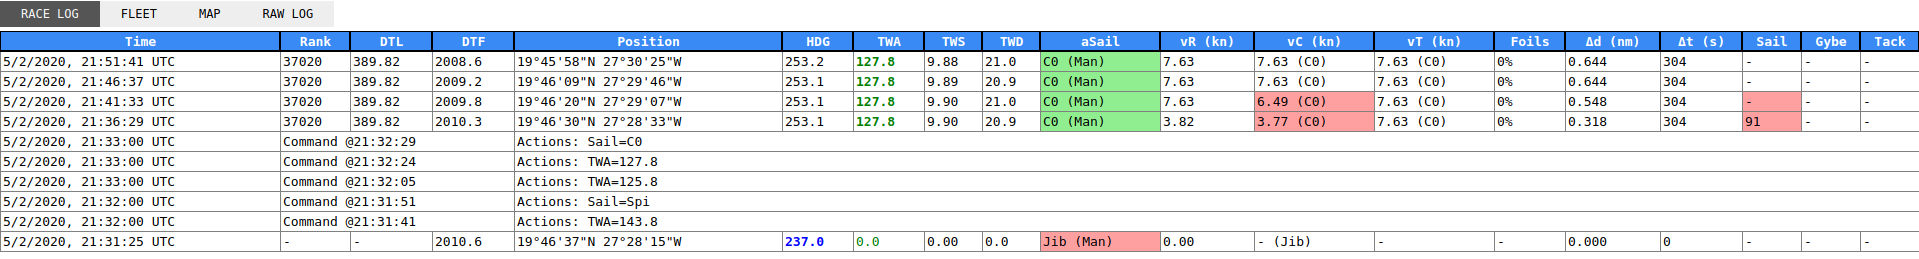 RACE LOG FLEET MAP RAW LOG
Time Rank DTL DTF Position HDG TWA TWS TWD aSail vR (kn) vC (kn) vT (kn) Foils Δd (nm) Δt (s) Sail Gybe Tack
5/2/2020, 21:51:41 UTC 37020 389.82 2008.6 19°45'58"N 27°30'25"W 253.2 127.8 9.88 21.0 C0 (Man) 7.63 7.63 (C0) 7.63 (C0) 0% 0.644 304 - - -
5/2/2020, 21:46:37 UTC 37020 389.82 2009.2 19°46'09"N 27°29'46"W 253.1 127.8 9.89 20.9 C0 (Man) 7.63 7.63 (C0) 7.63 (C0) 0% 0.644 304 - - -
5/2/2020, 21:41:33 UTC 37020 389.82 2009.8 19°46'20"N 27°29'07"W 253.1 127.8 9.90 21.0 C0 (Man) 7.63 6.49 (C0) 7.63 (C0) 0% 0.548 304 - - -
5/2/2020, 21:36:29 UTC 37020 389.82 2010.3 19°46'30"N 27°28'33"W 253.1 127.8 9.90 20.9 C0 (Man) 3.82 3.77 (C0) 7.63 (C0) 0% 0.318 304 91 - -
5/2/2020, 21:33:00 UTC Command @21:32:29 Actions: Sail=C0
5/2/2020, 21:33:00 UTC Command @21:32:24 Actions: TWA=127.8
5/2/2020, 21:33:00 UTC Command @21:32:05 Actions: TWA=125.8
5/2/2020, 21:32:00 UTC Command @21:31:51 Actions: Sail=Spi
5/2/2020, 21:32:00 UTC Command @21:31:41 Actions: TWA=143.8
5/2/2020, 21:31:25 UTC - - 2010.6 19°46'37"N 27°28'15"W 237.0 0.0 0.00 0.0 Jib (Man) 0.00 - (Jib) - - 0.000 0 - - -